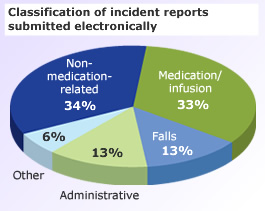 Classification of incident reports
submitted electronically
Non-
medication-
related
34%
Medication/
infusion
33%
6%
13%
Falls
13%
Other
Administrative